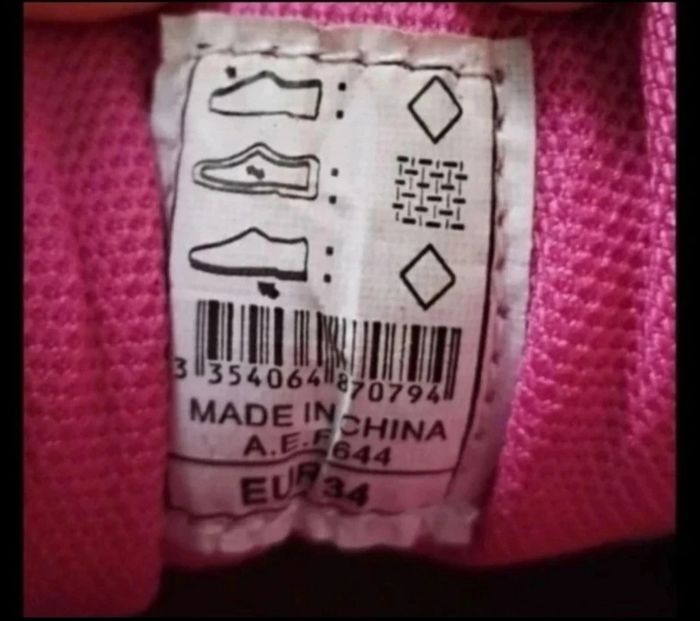 3 354064 870794
MADE IN CHINA
A.E.F 644
EUR 34